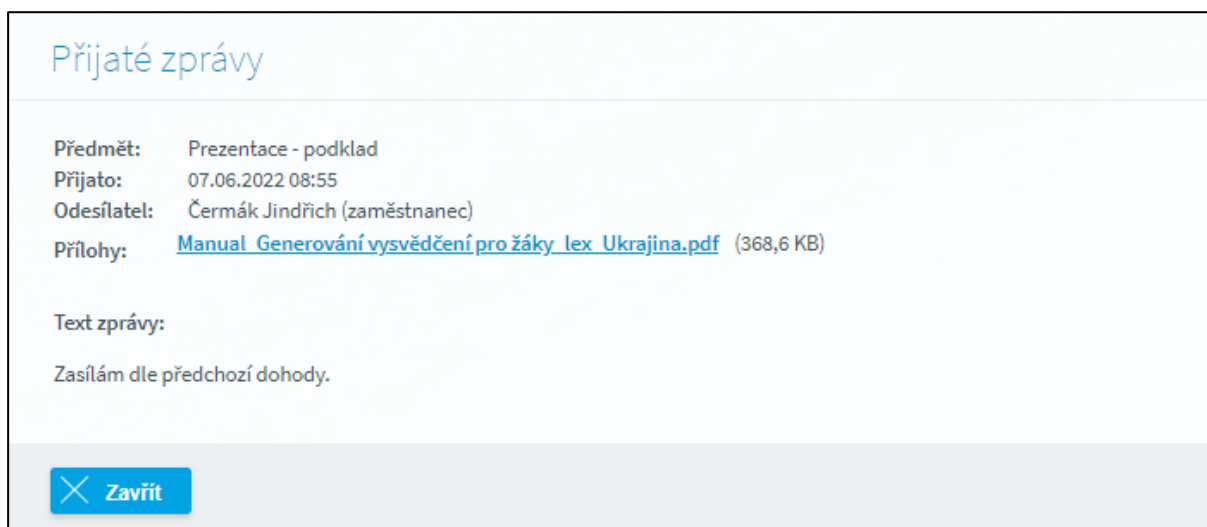 Přijaté zprávy
Předmět: Prezentace - podklad
Přijato: 07.06.2022 08:55
Odesílatel: Čermák Jindřich (zaměstnanec)
Přílohy: Manual_Generování vysvědčení pro žáky_lex_Ukrajina.pdf (368,6 KB)
Text zprávy:
Zasílám dle předchozí dohody.
Zavřít